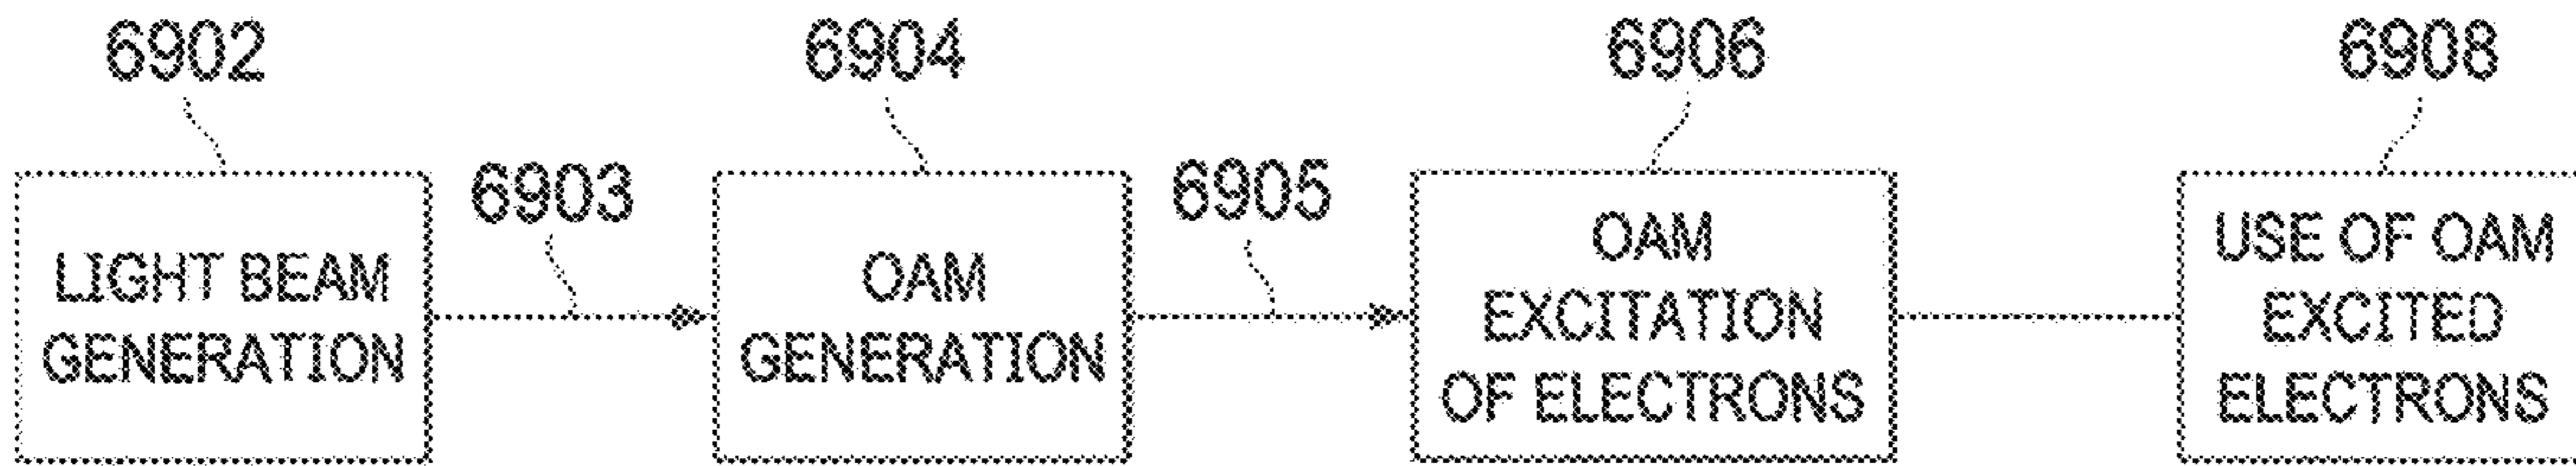 6902
6904
6906
6908
6903
6905
LIGHT BEAM
GENERATION
OAM
GENERATION
OAM
EXCITATION
OF ELECTRONS
USE OF OAM
EXCITED
ELECTRONS